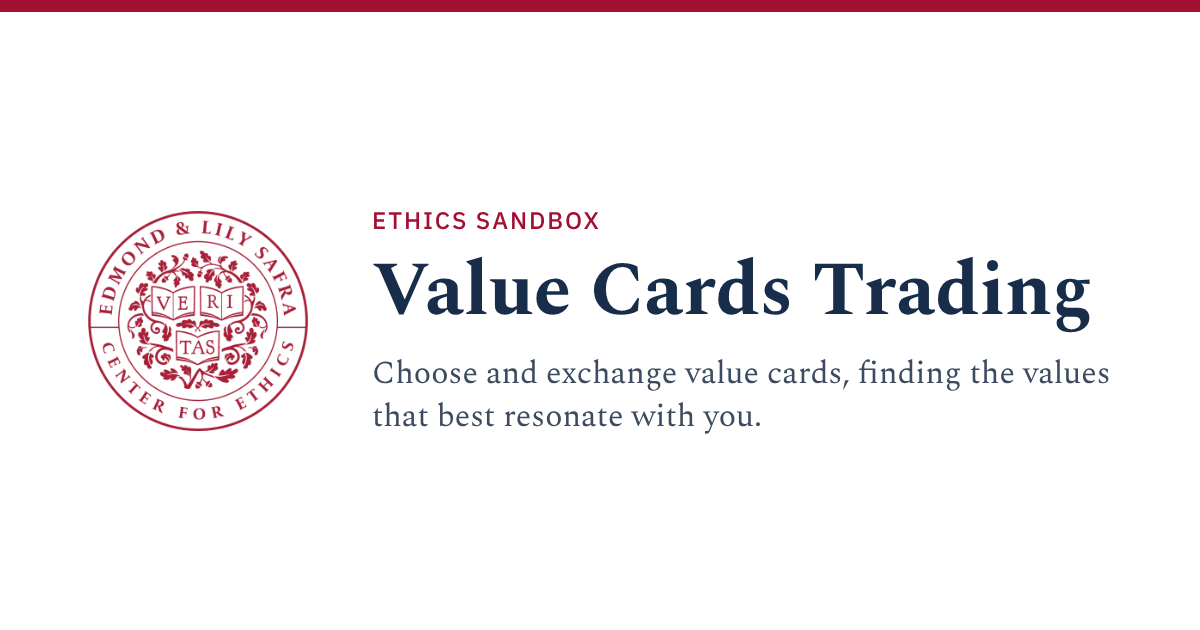 EDMOND & LILY SAFRA
CENTER FOR ETHICS
VE RI
TAS
ETHICS SANDBOX
Value Cards Trading
Choose and exchange value cards, finding the values
that best resonate with you.